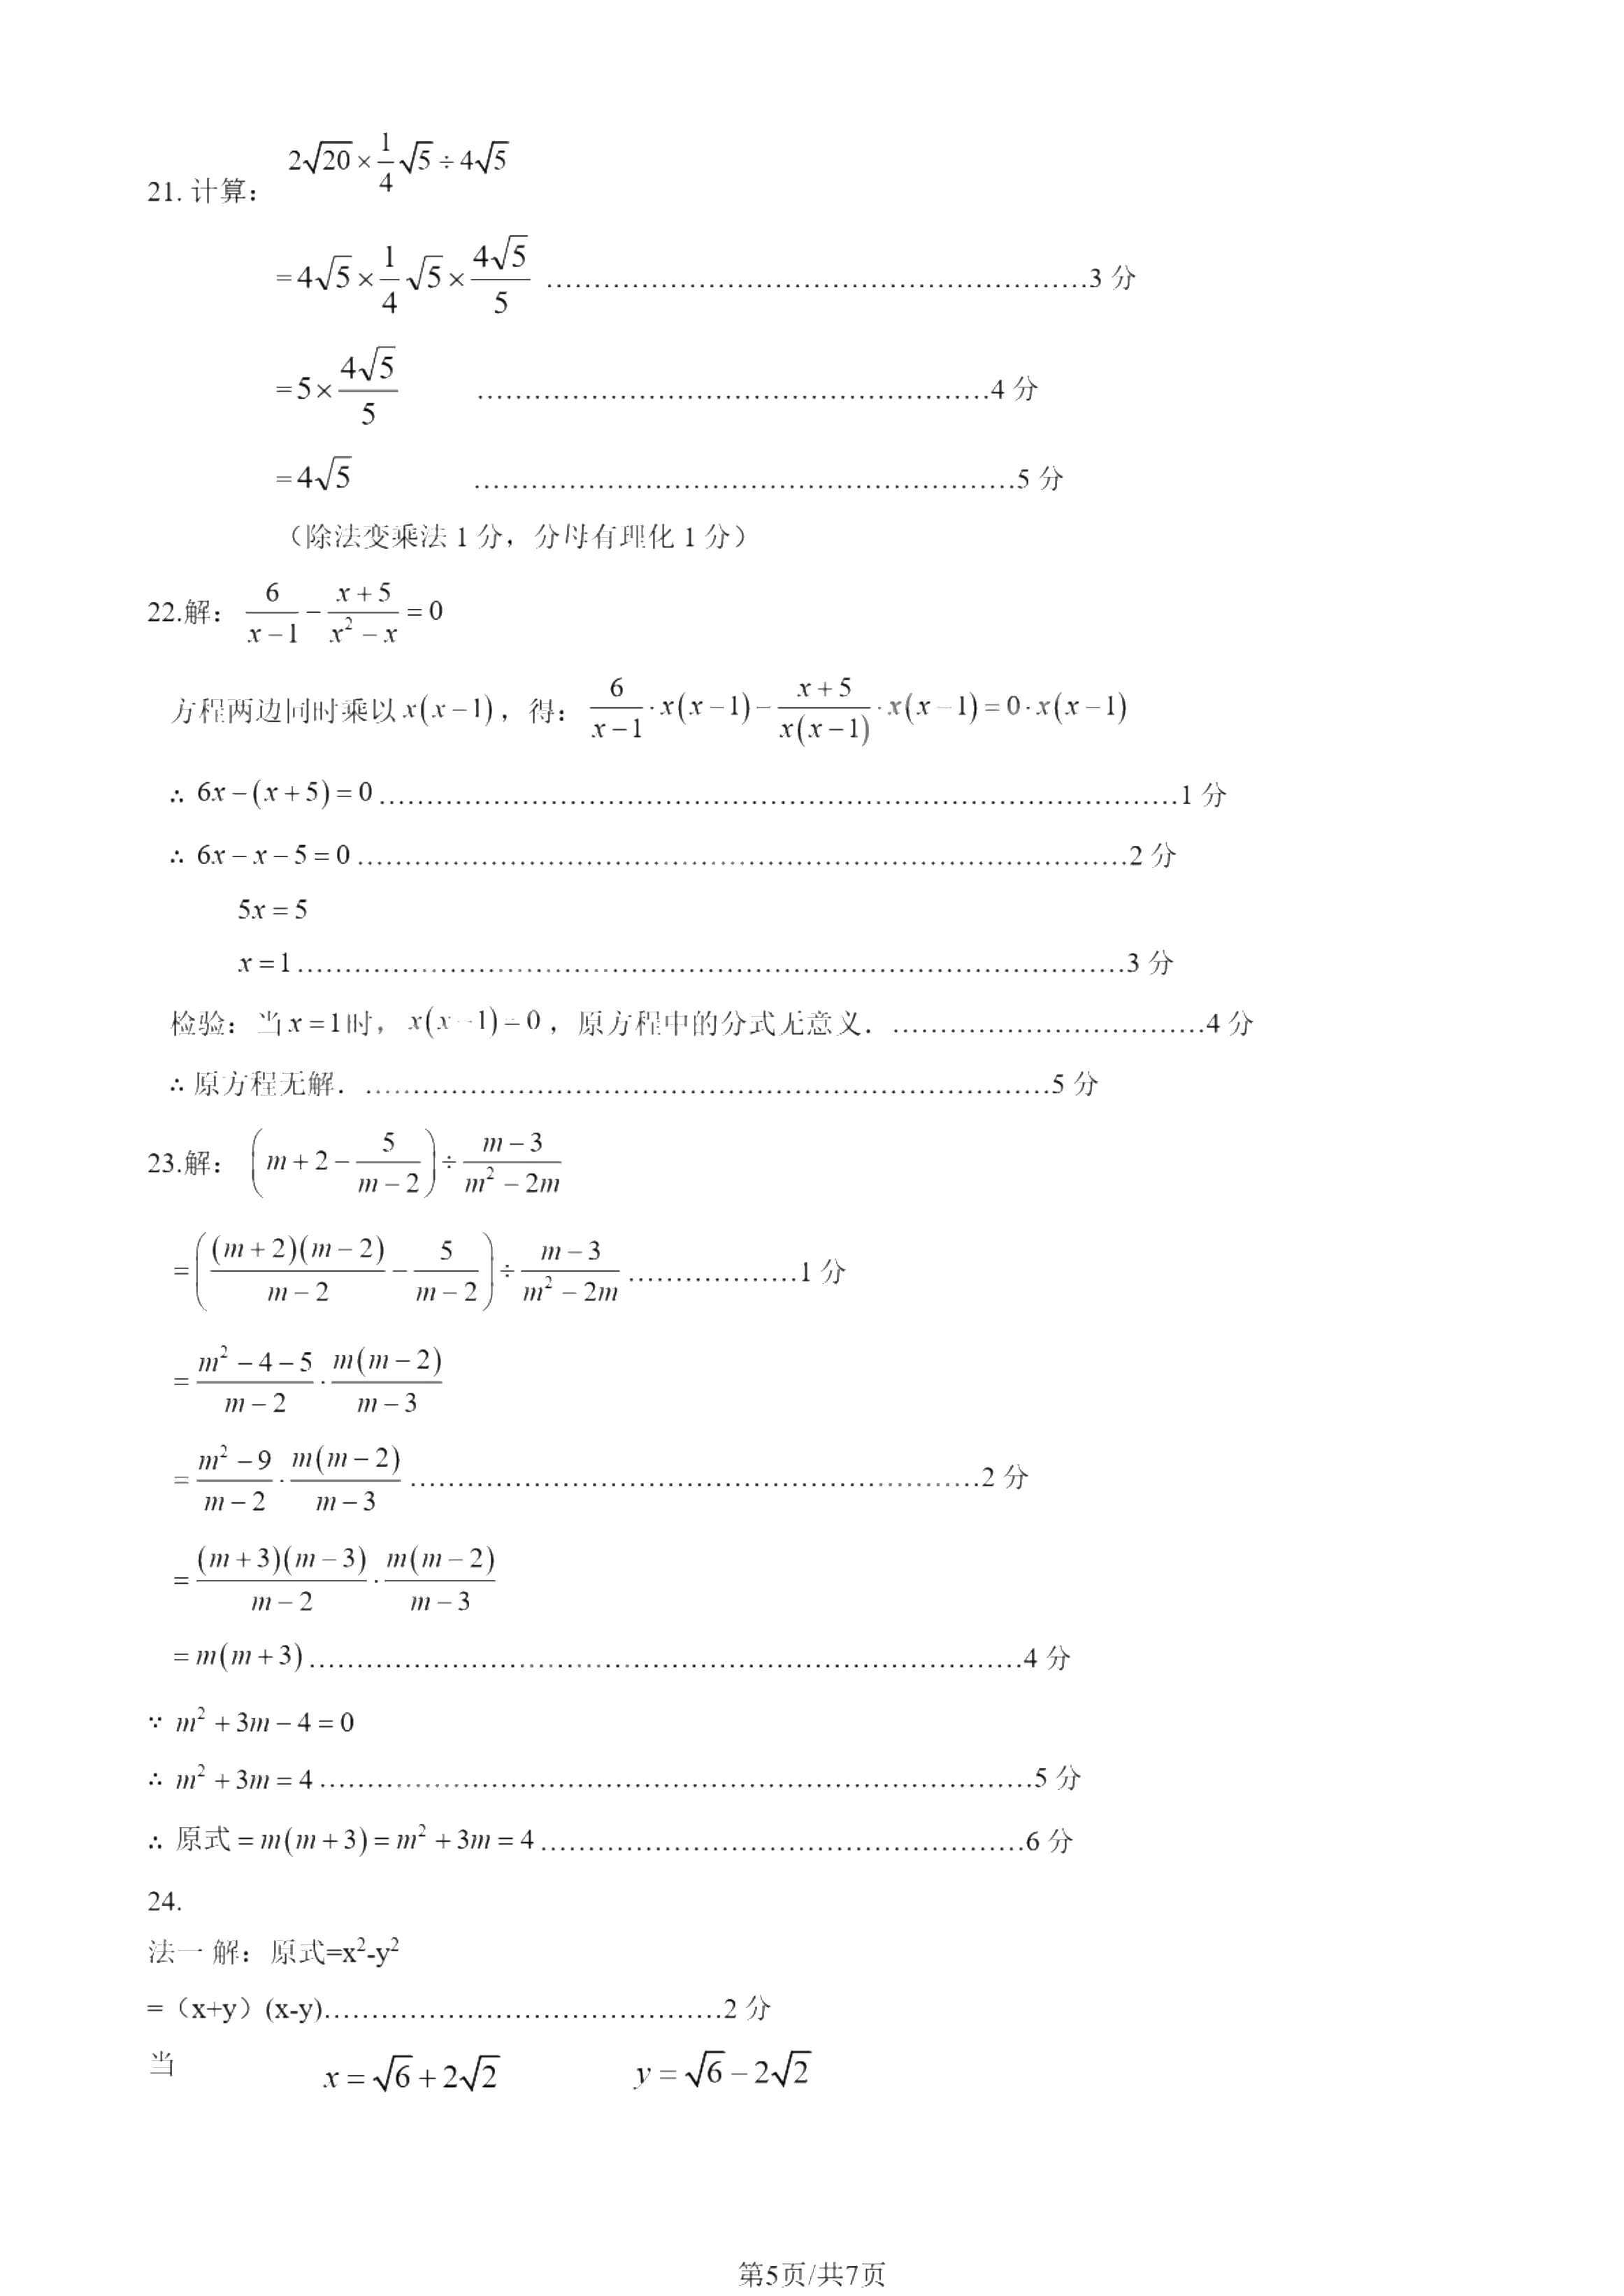 21. 计算： 2√20 × 1/4 √5 ÷ 4√5
= 4√5 × 1/4 √5 × 4√5/5 ……………………………………………………3 分
= 5 × 4√5/5 …………………………………………………4 分
= 4√5 ……………………………………………………5 分
（除法变乘法 1 分，分母有理化 1 分）
22.解： 6/(x−1) − (x+5)/(x²−x) = 0
方程两边同时乘以 x(x−1)，得： 6/(x−1) · x(x−1) − (x+5)/(x(x−1)) · x(x−1) = 0 · x(x−1)
∴ 6x−(x+5)=0 …………………………………………………………………………1 分
∴ 6x−x−5=0 ………………………………………………………………………2 分
5x=5
x=1 ……………………………………………………………………………3 分
检验：当 x=1 时， x(x−1)=0 ，原方程中的分式无意义．……………………………4 分
∴ 原方程无解．………………………………………………………………5 分
23.解： (m+2−5/(m−2)) ÷ (m−3)/(m²−2m)
= ((m+2)(m−2)/(m−2) − 5/(m−2)) ÷ (m−3)/(m²−2m) ………………1 分
= (m²−4−5)/(m−2) · m(m−2)/(m−3)
= (m²−9)/(m−2) · m(m−2)/(m−3) ……………………………………………………2 分
= (m+3)(m−3)/(m−2) · m(m−2)/(m−3)
= m(m+3) …………………………………………………………………4 分
∵ m²+3m−4=0
∴ m²+3m=4 …………………………………………………………………5 分
∴ 原式 = m(m+3) = m²+3m = 4 ……………………………………………6 分
24.
法一 解：原式=x²-y²
=（x+y）(x-y)……………………………………2 分
当 x=√6+2√2 y=√6−2√2
第5页/共7页